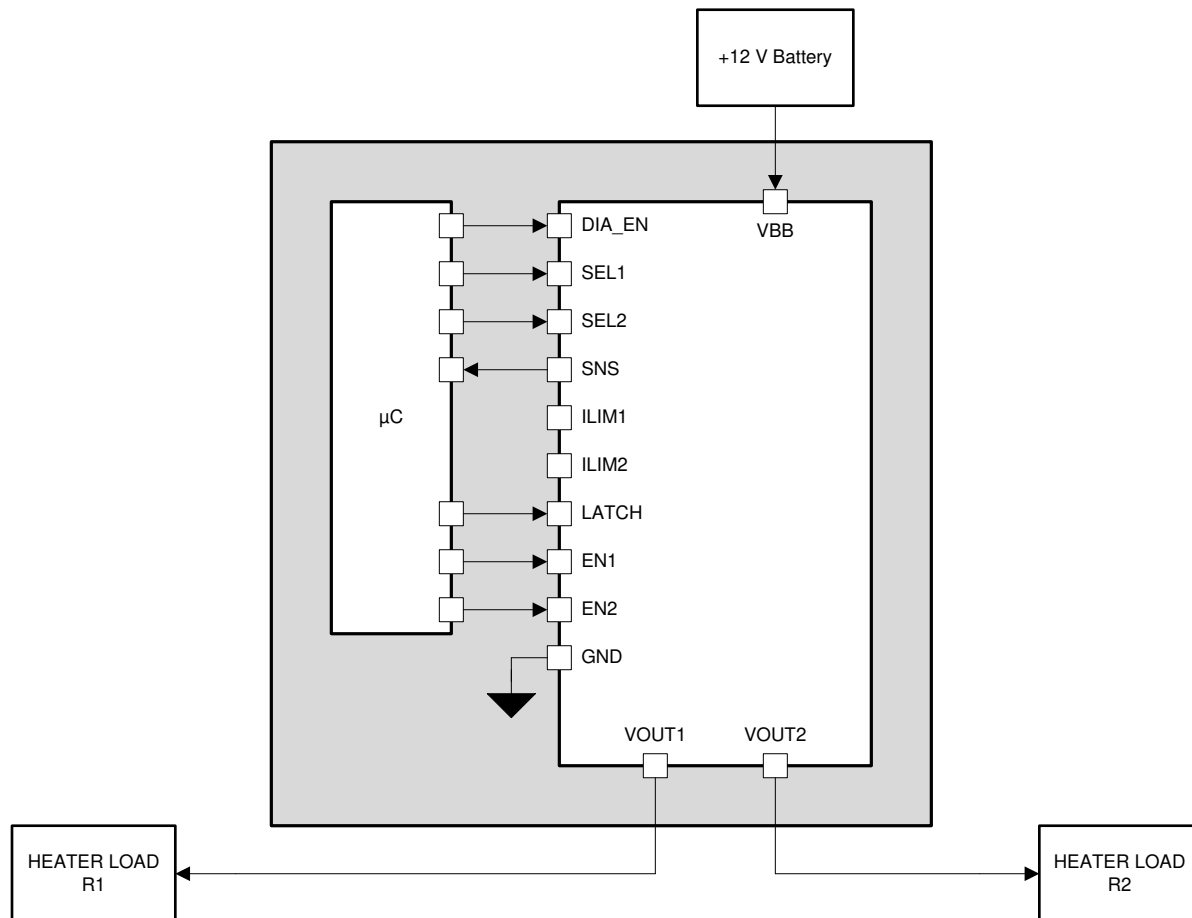 +12 V Battery
VBB
DIA_EN
SEL1
SEL2
SNS
ILIM1
ILIM2
LATCH
EN1
EN2
GND
µC
VOUT1
VOUT2
HEATER LOAD
R1
HEATER LOAD
R2